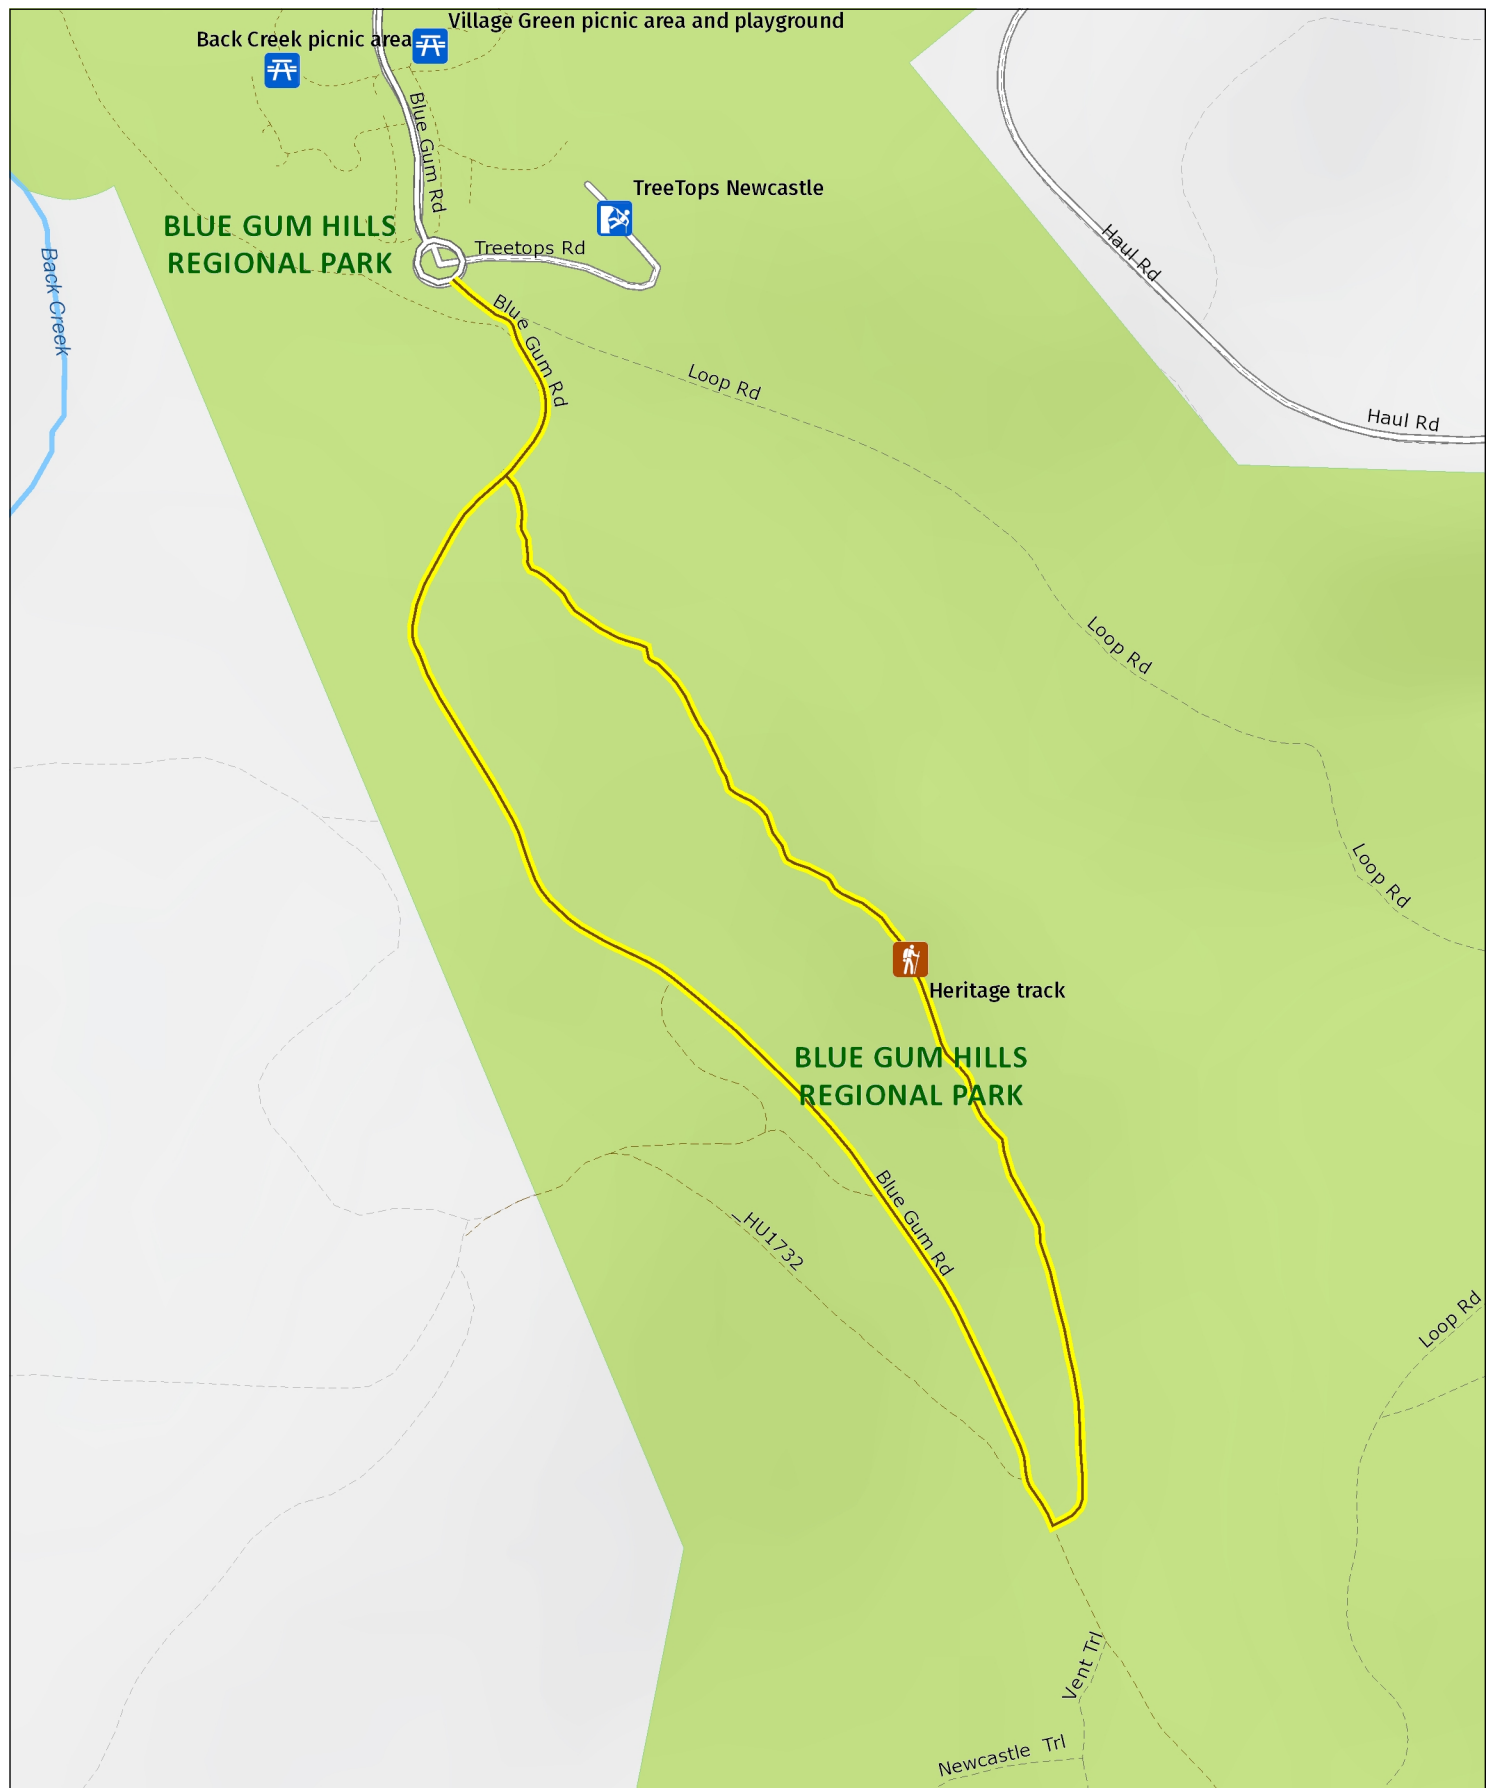 Village Green picnic area and playground
Back Creek picnic area
Blue Gum Rd
TreeTops Newcastle
BLUE GUM HILLS
REGIONAL PARK
Treetops Rd
Haul Rd
Back Creek
Blue Gum Rd
Loop Rd
Haul Rd
Loop Rd
Loop Rd
Heritage track
BLUE GUM HILLS
REGIONAL PARK
Blue Gum Rd
_HU1732
Loop Rd
Vent Trl
Newcastle Trl